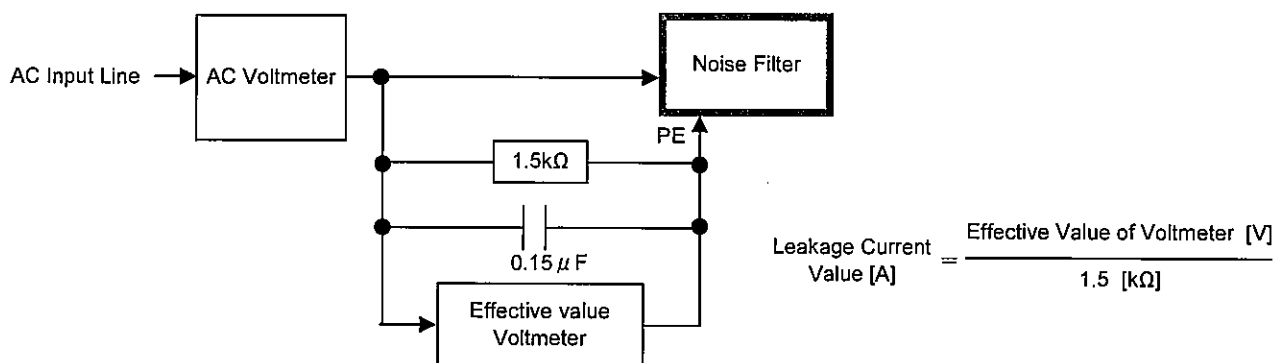 AC Input Line
AC Voltmeter
Noise Filter
PE
1.5kΩ
0.15μF
Effective value
Voltmeter
Leakage Current
Value [A]
=
Effective Value of Voltmeter [V]
1.5 [kΩ]